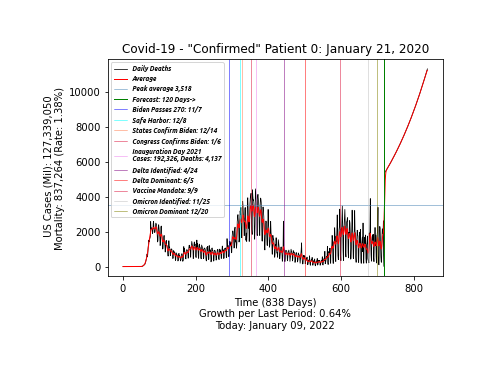 Covid-19 - "Confirmed" Patient 0: January 21, 2020
US Cases (Mil): 127,339,050
Mortality: 837,264 (Rate: 1.38%)
10000
8000
6000
4000
2000
0
Daily Deaths
Average
Peak average 3,518
Forecast: 120 Days->
Biden Passes 270: 11/7
Safe Harbor: 12/8
States Confirm Biden: 12/14
Congress Confirms Biden: 1/6
Inauguration Day 2021
Cases: 192,326, Deaths: 4,137
Delta Identified: 4/24
Delta Dominant: 6/5
Vaccine Mandate: 9/9
Omicron Identified: 11/25
Omicron Dominant 12/20
0 200 400 600 800
Time (838 Days)
Growth per Last Period: 0.64%
Today: January 09, 2022